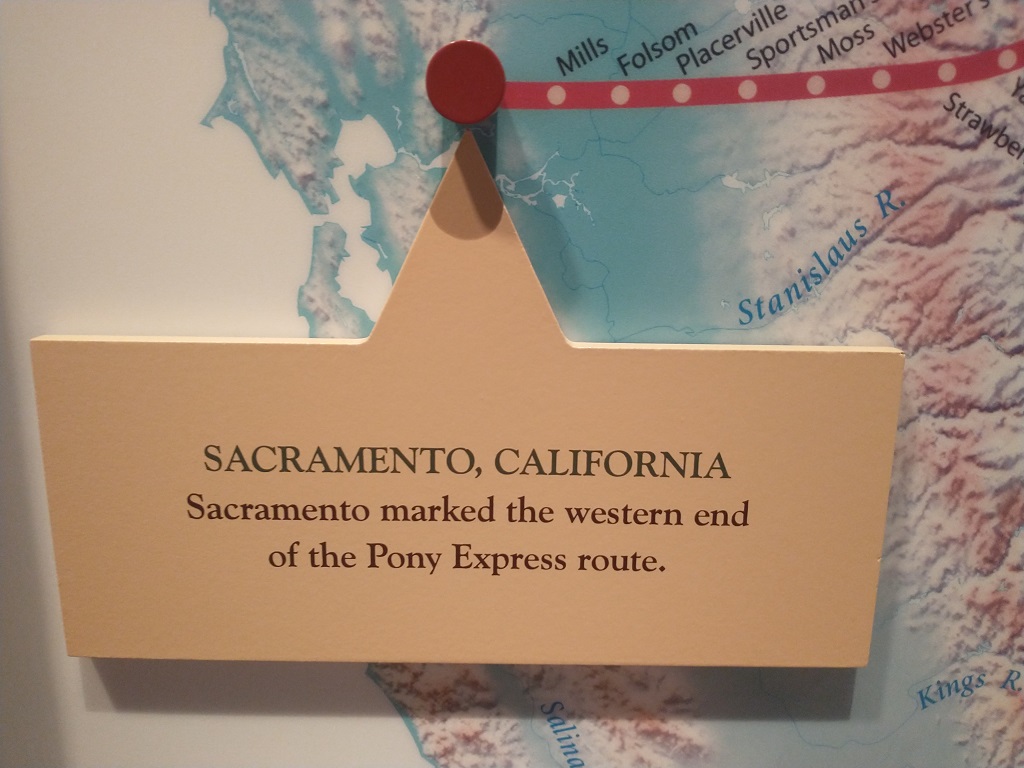 Mills
Folsom
Placerville
Sportsman's
Moss
Webster's
Stanislaus R.
SACRAMENTO, CALIFORNIA
Sacramento marked the western end
of the Pony Express route.
Kings R.